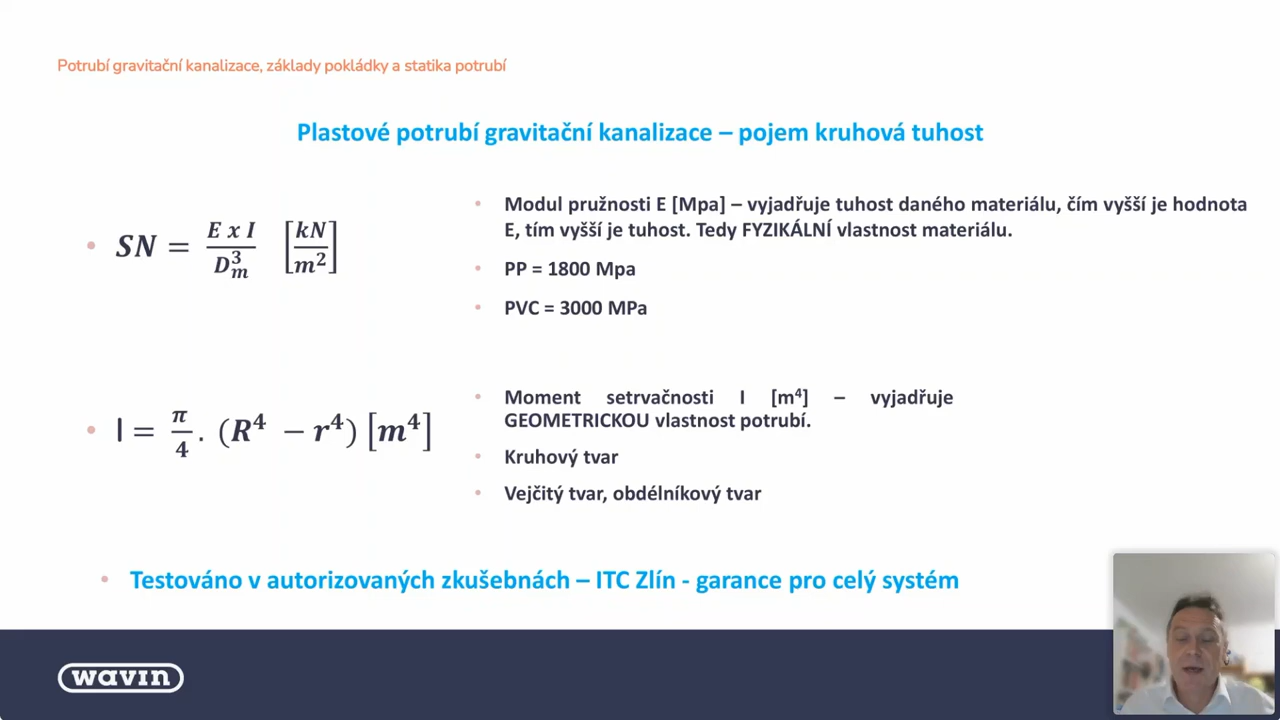 Potrubí gravitační kanalizace, základy pokládky a statika potrubí
Plastové potrubí gravitační kanalizace – pojem kruhová tuhost
• SN = E x I / D_m^3 [kN/m²]
• Modul pružnosti E [Mpa] – vyjadřuje tuhost daného materiálu, čím vyšší je hodnota
E, tím vyšší je tuhost. Tedy FYZIKÁLNÍ vlastnost materiálu.
• PP = 1800 Mpa
• PVC = 3000 MPa
• I = π/4 . (R⁴ − r⁴) [m⁴]
• Moment setrvačnosti I [m⁴] – vyjadřuje
GEOMETRICKOU vlastnost potrubí.
• Kruhový tvar
• Vejčitý tvar, obdélníkový tvar
• Testováno v autorizovaných zkušebnách – ITC Zlín - garance pro celý systém
wavin